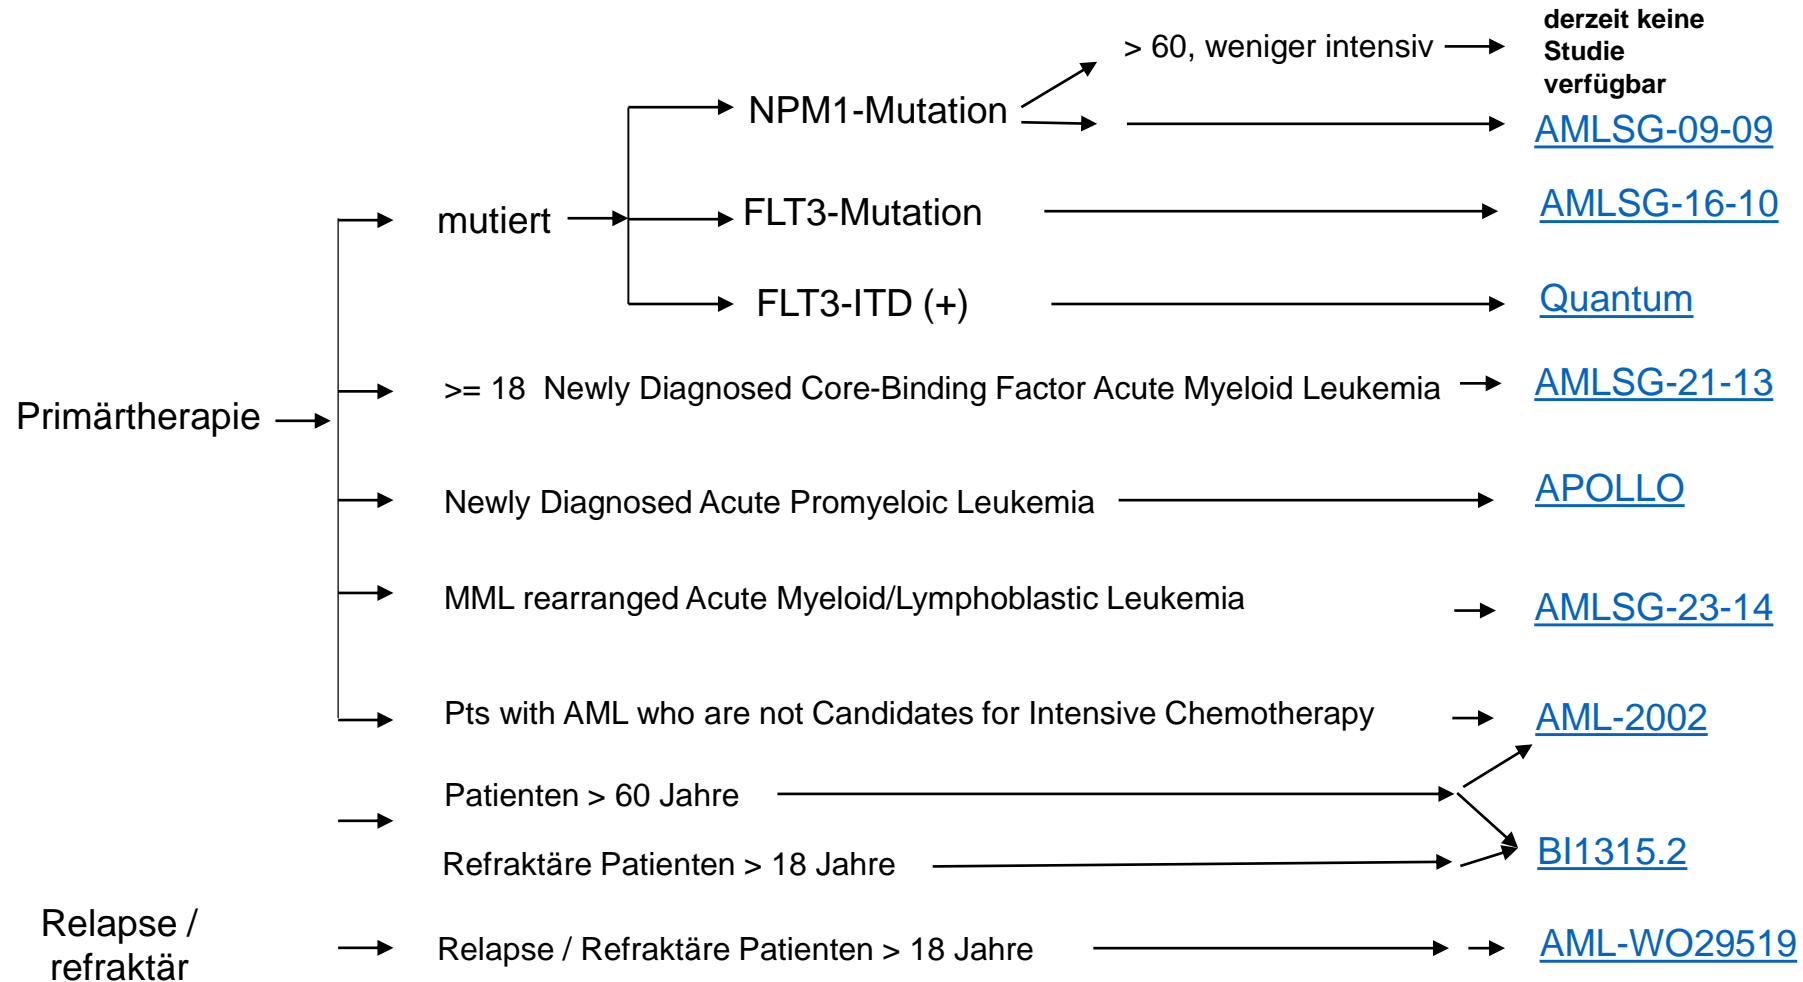 derzeit keine
Studie
verfügbar
> 60, weniger intensiv
NPM1-Mutation
AMLSG-09-09
mutiert
FLT3-Mutation
AMLSG-16-10
FLT3-ITD (+)
Quantum
Primärtherapie
>= 18 Newly Diagnosed Core-Binding Factor Acute Myeloid Leukemia
AMLSG-21-13
Newly Diagnosed Acute Promyeloic Leukemia
APOLLO
MML rearranged Acute Myeloid/Lymphoblastic Leukemia
AMLSG-23-14
Pts with AML who are not Candidates for Intensive Chemotherapy
AML-2002
Patienten > 60 Jahre
Refraktäre Patienten > 18 Jahre
BI1315.2
Relapse /
refraktär
Relapse / Refraktäre Patienten > 18 Jahre
AML-WO29519